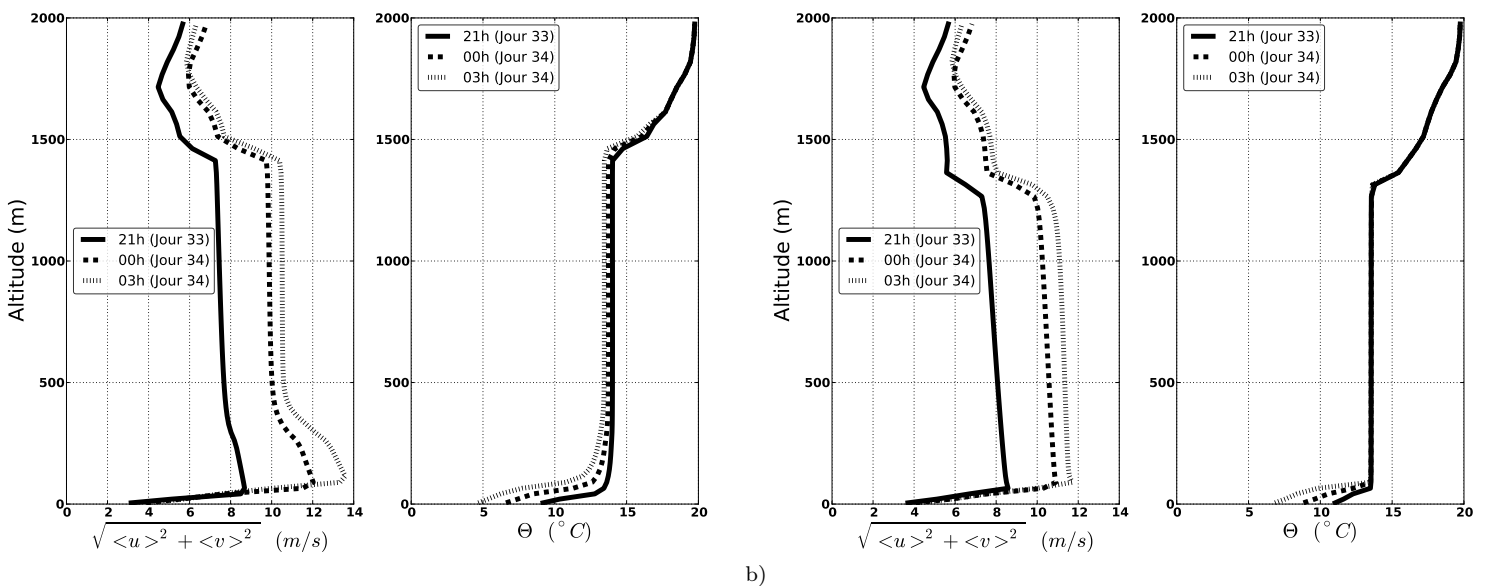 2000
1500
1000
500
0
Altitude (m)
21h (Jour 33)
00h (Jour 34)
03h (Jour 34)
0 2 4 6 8 10 12 14
√<u>² + <v>² (m/s)
2000
1500
1000
500
0
21h (Jour 33)
00h (Jour 34)
03h (Jour 34)
0 5 10 15 20
Θ (°C)
2000
1500
1000
500
0
Altitude (m)
21h (Jour 33)
00h (Jour 34)
03h (Jour 34)
0 2 4 6 8 10 12 14
√<u>² + <v>² (m/s)
2000
1500
1000
500
0
21h (Jour 33)
00h (Jour 34)
03h (Jour 34)
0 5 10 15 20
Θ (°C)
b)